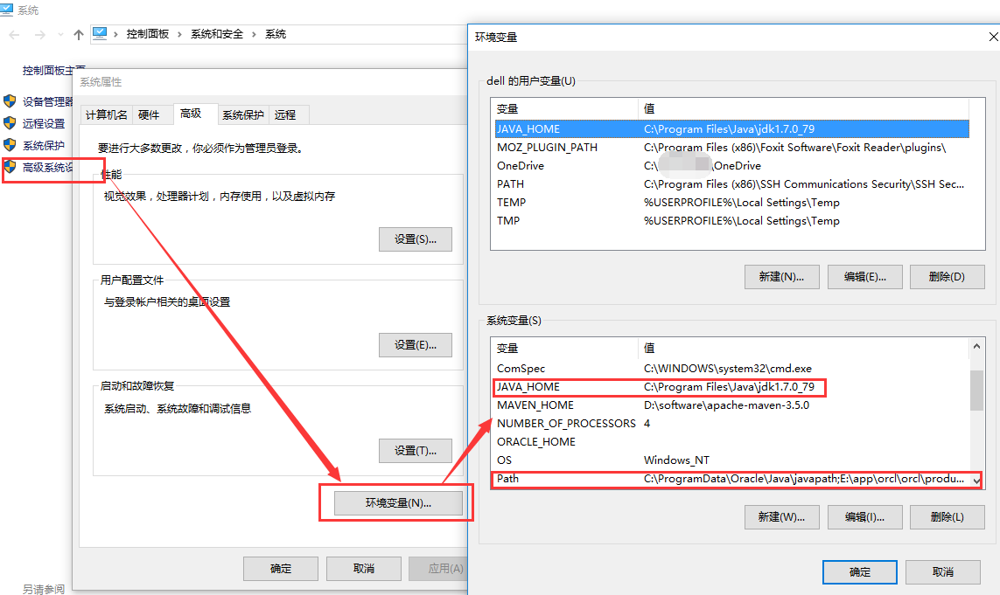 系统
控制面板 › 系统和安全 › 系统
控制面板主页
设备管理器
远程设置
系统保护
高级系统设
另请参阅
系统属性
计算机名 硬件 高级 系统保护 远程
要进行大多数更改，你必须作为管理员登录。
性能
视觉效果，处理器计划，内存使用，以及虚拟内存
设置(S)...
用户配置文件
与登录帐户相关的桌面设置
设置(E)...
启动和故障恢复
系统启动、系统故障和调试信息
设置(T)...
环境变量(N)...
确定 取消 应用(A)
环境变量
dell 的用户变量(U)
变量 值
JAVA_HOME C:\Program Files\Java\jdk1.7.0_79
MOZ_PLUGIN_PATH C:\Program Files (x86)\Foxit Software\Foxit Reader\plugins\
OneDrive C:\ \OneDrive
PATH C:\Program Files (x86)\SSH Communications Security\SSH Sec...
TEMP %USERPROFILE%\Local Settings\Temp
TMP %USERPROFILE%\Local Settings\Temp
新建(N)... 编辑(E)... 删除(D)
系统变量(S)
变量 值
ComSpec C:\WINDOWS\system32\cmd.exe
JAVA_HOME C:\Program Files\Java\jdk1.7.0_79
MAVEN_HOME D:\software\apache-maven-3.5.0
NUMBER_OF_PROCESSORS 4
ORACLE_HOME
OS Windows_NT
Path C:\ProgramData\Oracle\Java\javapath;E:\app\orcl\orcl\produ...
新建(W)... 编辑(I)... 删除(L)
确定 取消